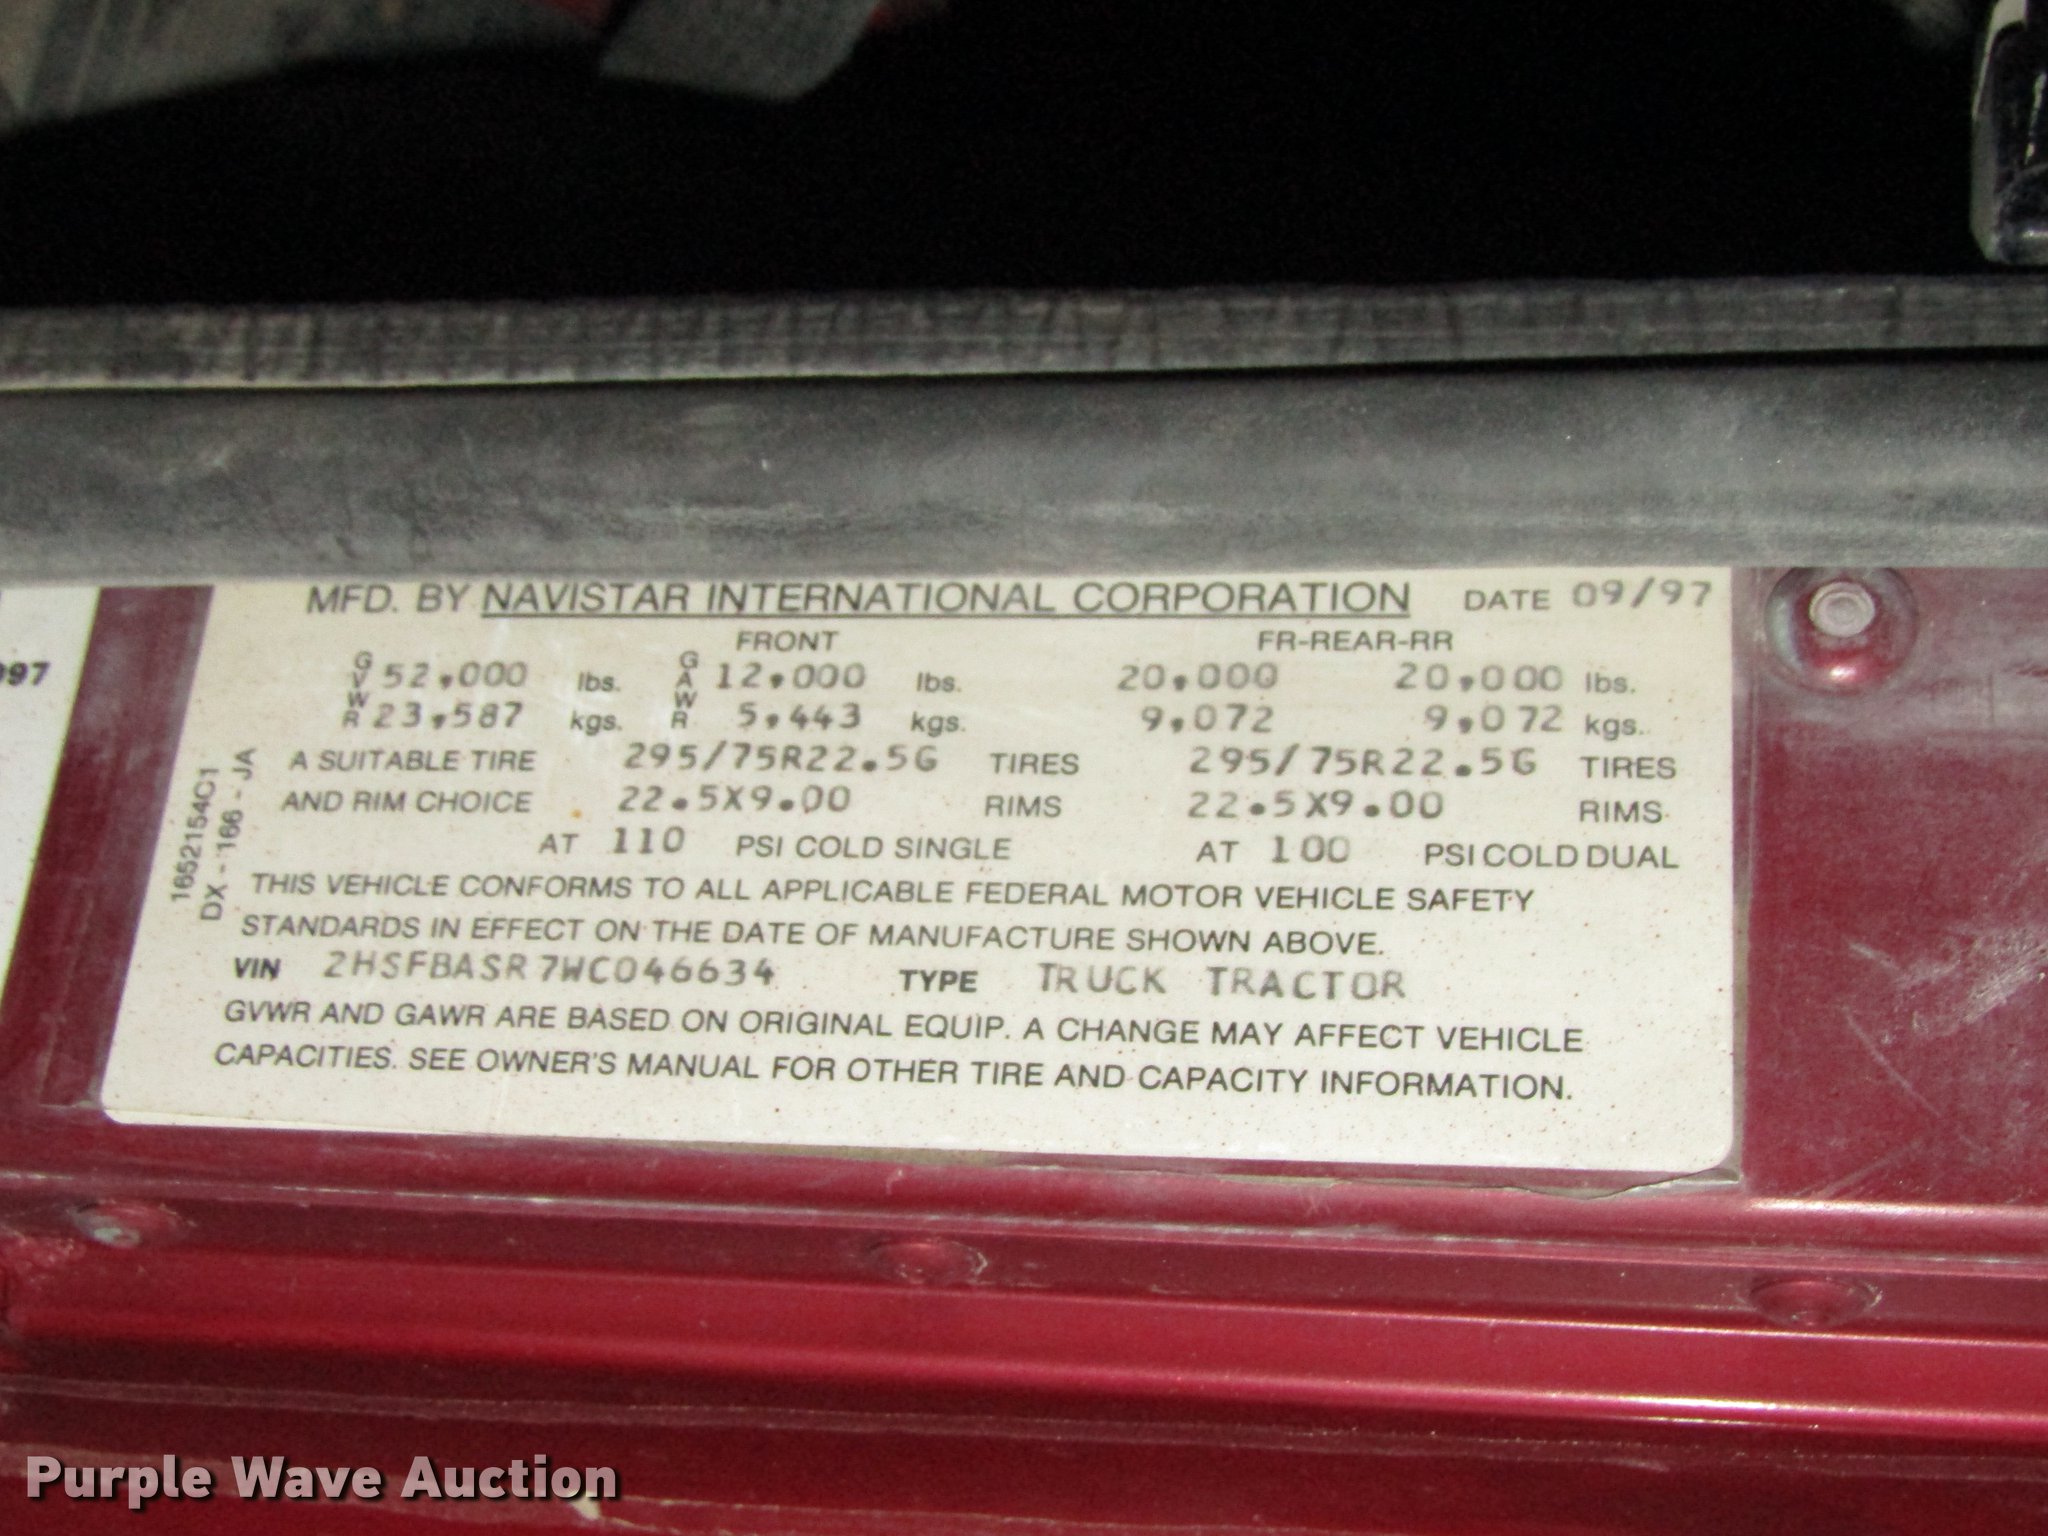 MFD. BY NAVISTAR INTERNATIONAL CORPORATION DATE 09/97
FRONT FR-REAR-RR
GVWR 52,000 lbs. GAWR 12,000 lbs. 20,000 20,000 lbs.
23,587 kgs. 5,443 kgs. 9,072 9,072 kgs.
A SUITABLE TIRE 295/75R22.5G TIRES 295/75R22.5G TIRES
AND RIM CHOICE 22.5X9.00 RIMS 22.5X9.00 RIMS
AT 110 PSI COLD SINGLE AT 100 PSI COLD DUAL
THIS VEHICLE CONFORMS TO ALL APPLICABLE FEDERAL MOTOR VEHICLE SAFETY
STANDARDS IN EFFECT ON THE DATE OF MANUFACTURE SHOWN ABOVE.
VIN 2HSFBASR7WC046634 TYPE TRUCK TRACTOR
GVWR AND GAWR ARE BASED ON ORIGINAL EQUIP. A CHANGE MAY AFFECT VEHICLE
CAPACITIES. SEE OWNER'S MANUAL FOR OTHER TIRE AND CAPACITY INFORMATION.
1652154C1
DX - 166 - JA
Purple Wave Auction